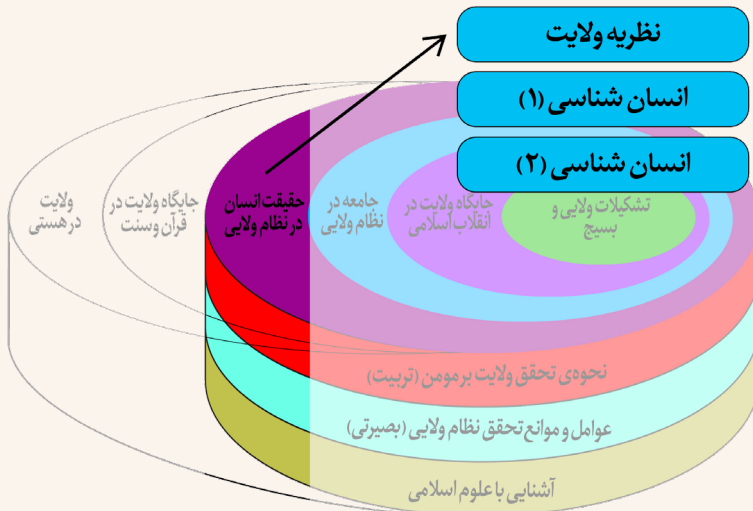 نظریه ولایت
انسان شناسی (۱)
انسان شناسی (۲)
ولایت
در هستی
جایگاه ولایت در
قرآن و سنت
حقیقت انسان
در نظام ولایی
جامعه در
نظام ولایی
جایگاه ولایت در
انقلاب اسلامی
تشکیلات ولایی و
بسیج
نحوه‌ی تحقق ولایت بر مومن (تربیت)
عوامل و موانع تحقق نظام ولایی (بصیرتی)
آشنایی با علوم اسلامی